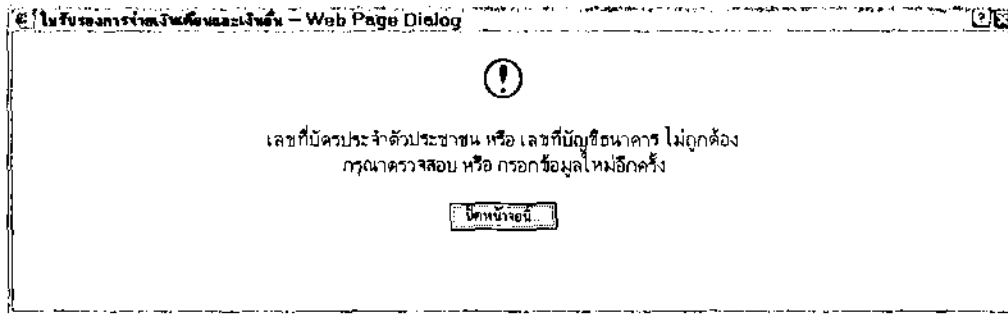 ใบรับรองการจ่ายเงินเดือนและเงินอื่น -- Web Page Dialog
เลขที่บัตรประจำตัวประชาชน หรือ เลขที่บัญชีธนาคาร ไม่ถูกต้อง
กรุณาตรวจสอบ หรือ กรอกข้อมูลใหม่อีกครั้ง
ปิดหน้าจอนี้